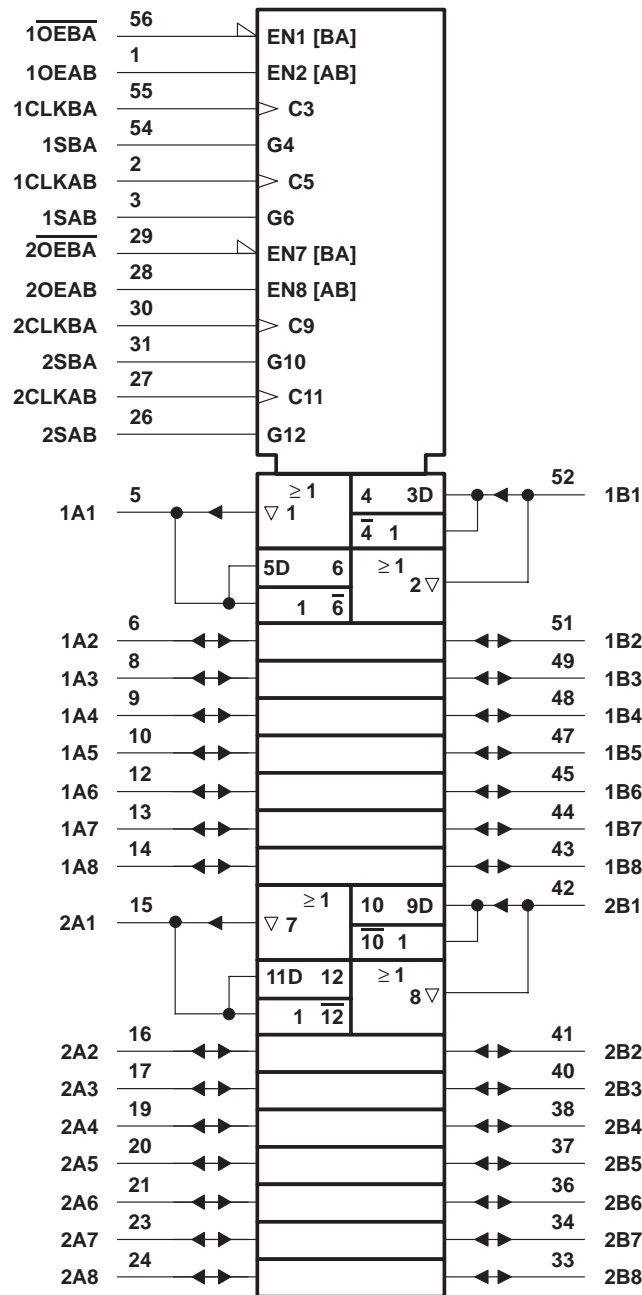 1O̅E̅B̅A̅ 56 EN1 [BA]
1OEAB 1 EN2 [AB]
1CLKBA 55 C3
1SBA 54 G4
1CLKAB 2 C5
1SAB 3 G6
2O̅E̅B̅A̅ 29 EN7 [BA]
2OEAB 28 EN8 [AB]
2CLKBA 30 C9
2SBA 31 G10
2CLKAB 27 C11
2SAB 26 G12
1A1 5 ≥ 1 ▽ 1 4 3D 52 1B1
4̅ 1
5D 6 ≥ 1 2 ▽
1 6̅
1A2 6 51 1B2
1A3 8 49 1B3
1A4 9 48 1B4
1A5 10 47 1B5
1A6 12 45 1B6
1A7 13 44 1B7
1A8 14 43 1B8
2A1 15 ≥ 1 ▽ 7 10 9D 42 2B1
1̅0̅ 1
11D 12 ≥ 1 8 ▽
1 1̅2̅
2A2 16 41 2B2
2A3 17 40 2B3
2A4 19 38 2B4
2A5 20 37 2B5
2A6 21 36 2B6
2A7 23 34 2B7
2A8 24 33 2B8